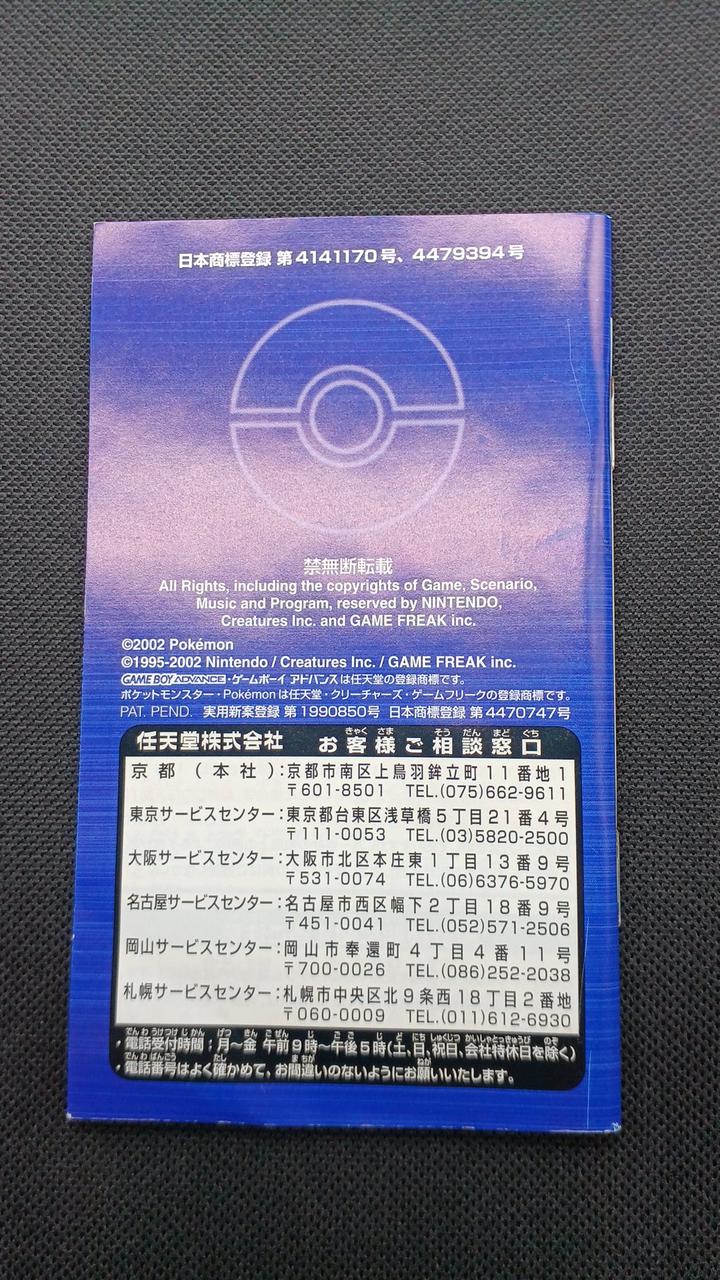 日本商標登録 第4141170号、4479394号
禁無断転載
All Rights, including the copyrights of Game, Scenario,
Music and Program, reserved by NINTENDO,
Creatures Inc. and GAME FREAK inc.
©2002 Pokémon
©1995-2002 Nintendo / Creatures Inc. / GAME FREAK inc.
GAME BOY ADVANCE・ゲームボーイ アドバンスは任天堂の登録商標です。
ポケットモンスター・Pokémonは任天堂・クリーチャーズ・ゲームフリークの登録商標です。
PAT. PEND. 実用新案登録 第1990850号 日本商標登録 第4470747号
任天堂株式会社 お客様ご相談窓口
京都(本社):京都市南区上鳥羽鉾立町11番地1
〒601-8501 TEL.(075)662-9611
東京サービスセンター:東京都台東区浅草橋5丁目21番4号
〒111-0053 TEL.(03)5820-2500
大阪サービスセンター:大阪市北区本庄東1丁目13番9号
〒531-0074 TEL.(06)6376-5970
名古屋サービスセンター:名古屋市西区幅下2丁目18番9号
〒451-0041 TEL.(052)571-2506
岡山サービスセンター:岡山市奉還町4丁目4番11号
〒700-0026 TEL.(086)252-2038
札幌サービスセンター:札幌市中央区北9条西18丁目2番地
〒060-0009 TEL.(011)612-6930
・電話受付時間:月〜金 午前9時〜午後5時(土、日、祝日、会社特休日を除く)
・電話番号はよく確かめて、お間違いのないようにお願いいたします。